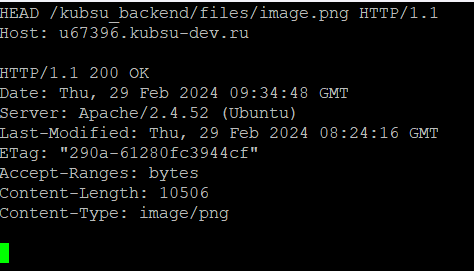 HEAD /kubsu_backend/files/image.png HTTP/1.1
Host: u67396.kubsu-dev.ru
HTTP/1.1 200 OK
Date: Thu, 29 Feb 2024 09:34:48 GMT
Server: Apache/2.4.52 (Ubuntu)
Last-Modified: Thu, 29 Feb 2024 08:24:16 GMT
ETag: "290a-61280fc3944cf"
Accept-Ranges: bytes
Content-Length: 10506
Content-Type: image/png